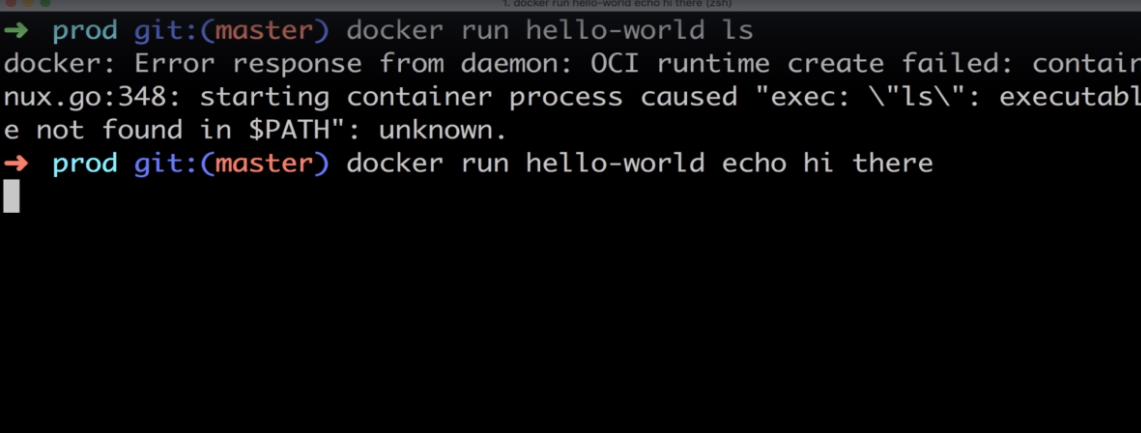 1. docker run hello-world echo hi there (zsh)
➜ prod git:(master) docker run hello-world ls
docker: Error response from daemon: OCI runtime create failed: contair
nux.go:348: starting container process caused "exec: \"ls\": executabl
e not found in $PATH": unknown.
➜ prod git:(master) docker run hello-world echo hi there